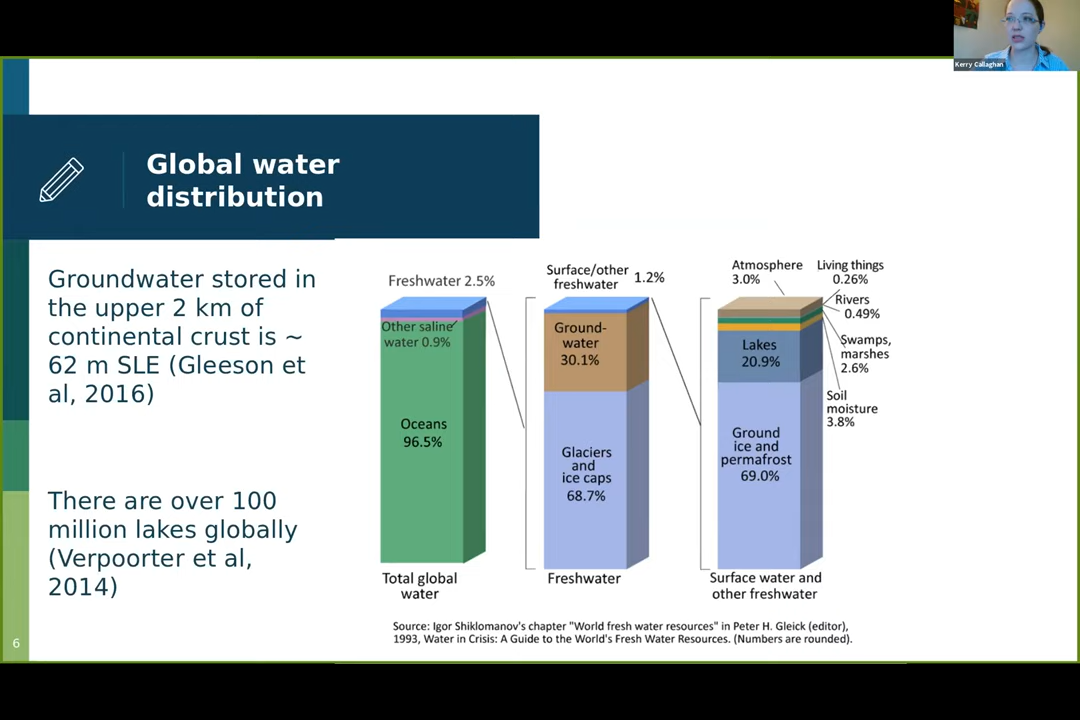 Kerry Callaghan
Global water
distribution
Groundwater stored in
the upper 2 km of
continental crust is ~
62 m SLE (Gleeson et
al, 2016)
There are over 100
million lakes globally
(Verpoorter et al,
2014)
6
Freshwater 2.5%
Other saline
water 0.9%
Oceans
96.5%
Total global
water
Surface/other
freshwater
1.2%
Ground-
water
30.1%
Glaciers
and
ice caps
68.7%
Freshwater
Atmosphere
3.0%
Living things
0.26%
Rivers
0.49%
Swamps,
marshes
2.6%
Soil
moisture
3.8%
Lakes
20.9%
Ground
ice and
permafrost
69.0%
Surface water and
other freshwater
Source: Igor Shiklomanov's chapter "World fresh water resources" in Peter H. Gleick (editor),
1993, Water in Crisis: A Guide to the World's Fresh Water Resources. (Numbers are rounded).